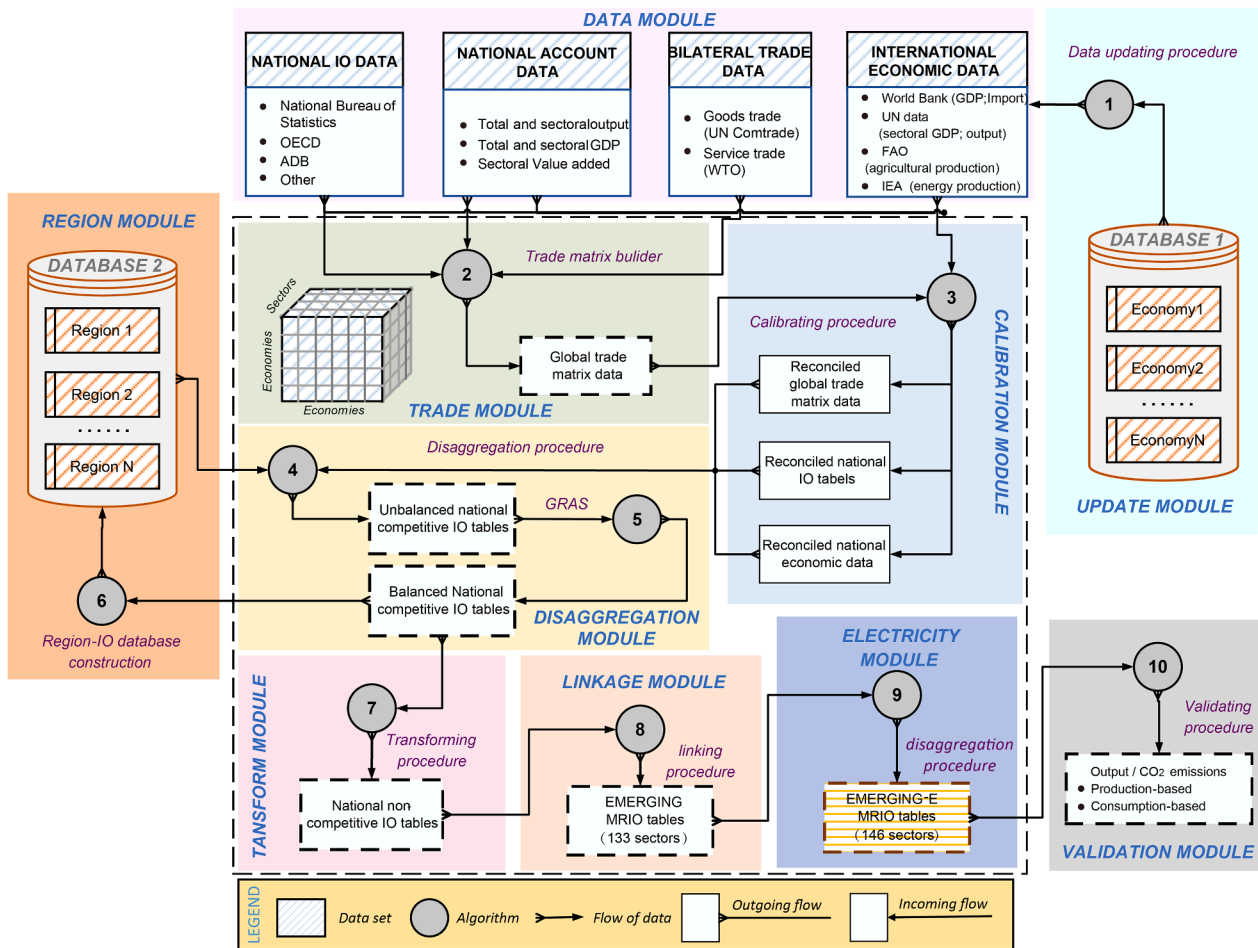 DATA MODULE
NATIONAL IO DATA
National Bureau of
Statistics
OECD
ADB
Other
NATIONAL ACCOUNT
DATA
Total and sectoraloutput
Total and sectoral GDP
Sectoral Value added
BILATERAL TRADE
DATA
Goods trade
(UN Comtrade)
Service trade
(WTO)
INTERNATIONAL
ECONOMIC DATA
World Bank (GDP;Import)
UN data
(sectoral GDP; output)
FAO
(agricultural production)
IEA (energy production)
Data updating procedure
1
DATABASE 1
Economy1
Economy2
......
EconomyN
UPDATE MODULE
REGION MODULE
DATABASE 2
Region 1
Region 2
......
Region N
6
Region-IO database
construction
2
Trade matrix bulider
Sectors
Economies
Economies
Global trade
matrix data
TRADE MODULE
3
Calibrating procedure
Reconciled
global trade
matrix data
Reconciled national
IO tabels
Reconciled national
economic data
CALIBRATION MODULE
4
Disaggregation procedure
Unbalanced national
competitive IO tables
GRAS
5
Balanced National
competitive IO tables
DISAGGREGATION
MODULE
TANSFORM MODULE
7
Transforming
procedure
National non-
competitive IO tables
LINKAGE MODULE
8
linking
procedure
EMERGING
MRIO tables
(133 sectors)
ELECTRICITY
MODULE
9
disaggregation
procedure
EMERGING-E
MRIO tables
(146 sectors)
10
Validating
procedure
Output / CO2 emissions
Production-based
Consumption-based
VALIDATION MODULE
LEGEND
Data set
Algorithm
Flow of data
Outgoing flow
Incoming flow